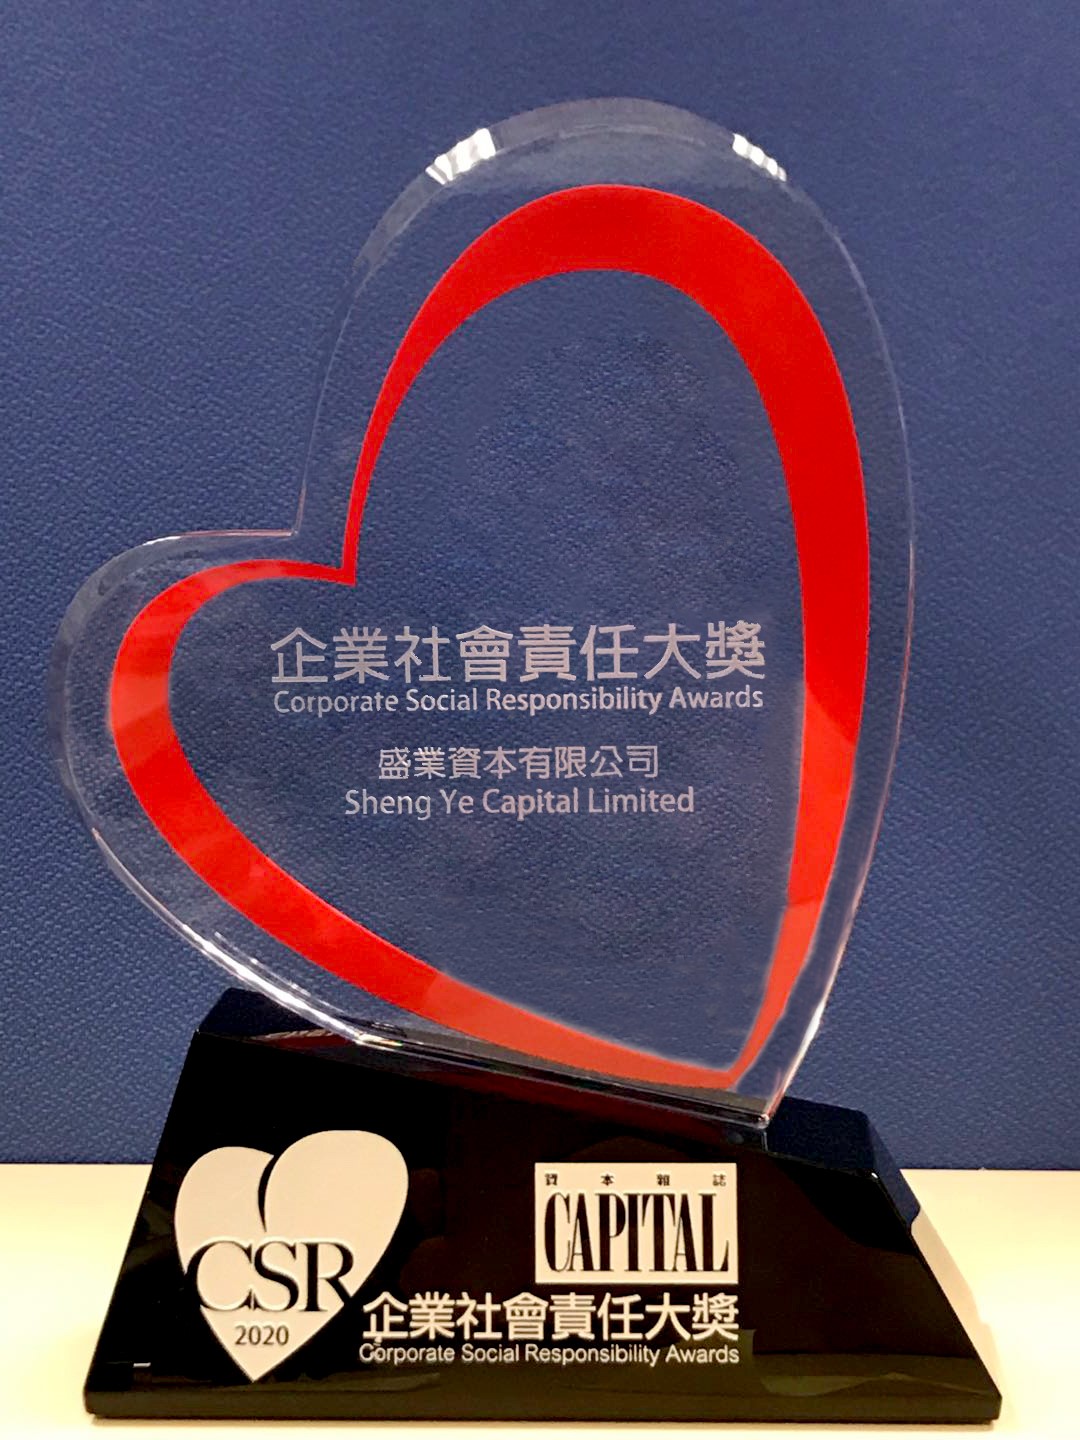 企業社會責任大獎
Corporate Social Responsibility Awards
盛業資本有限公司
Sheng Ye Capital Limited
資本雜誌
CAPITAL
CSR
2020
企業社會責任大獎
Corporate Social Responsibility Awards